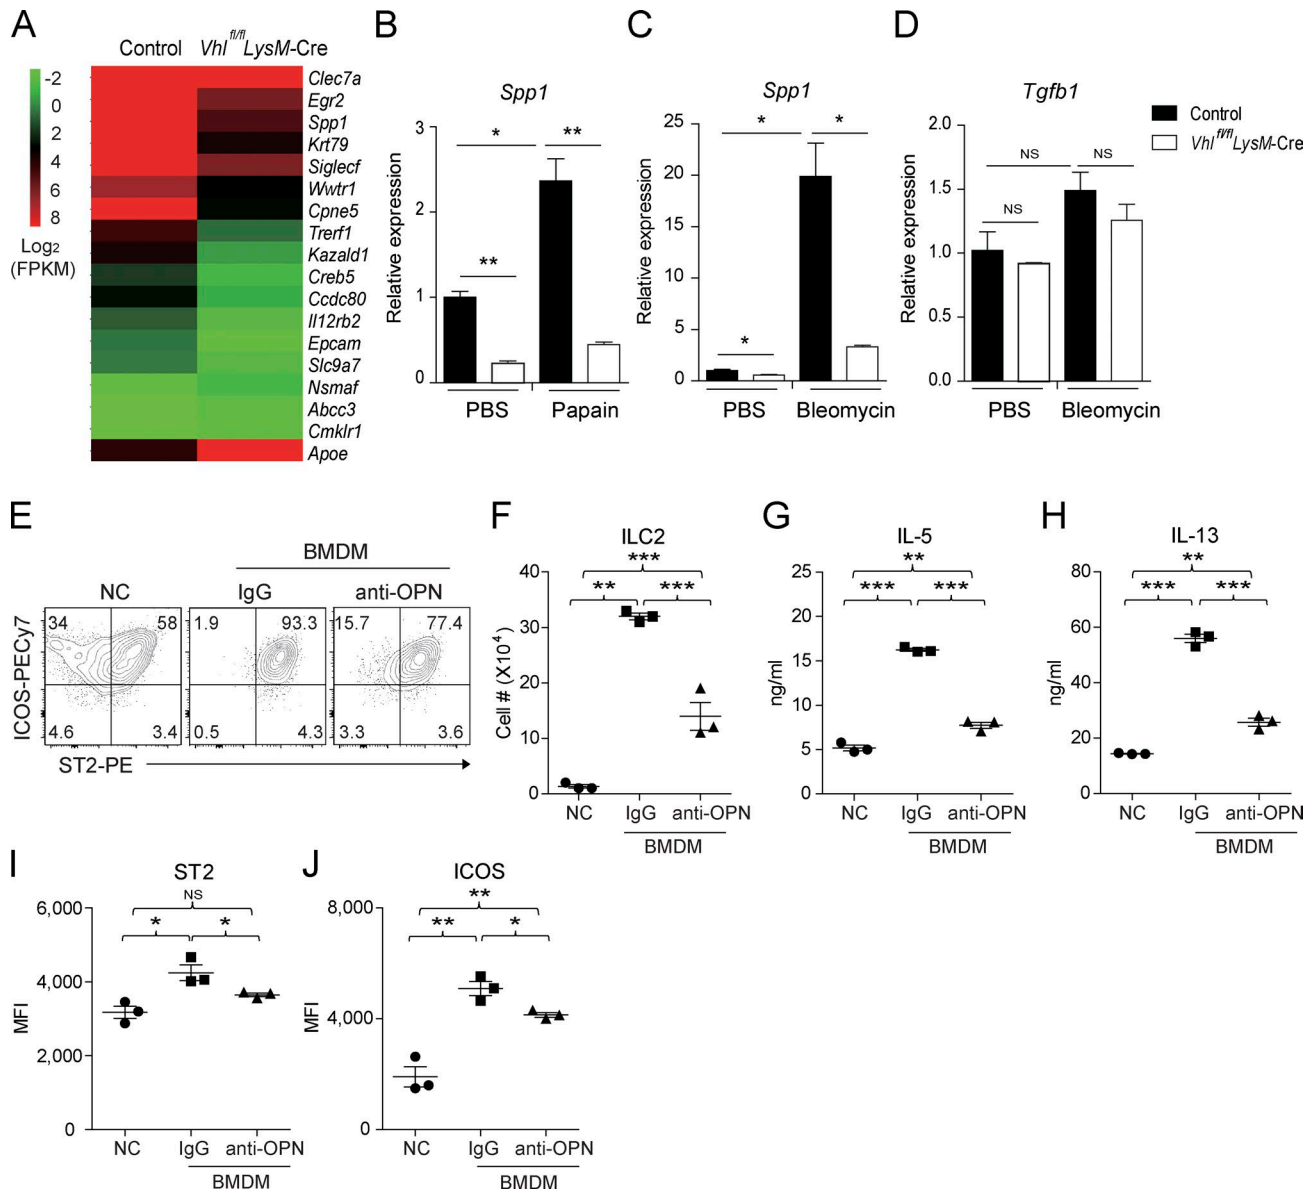 A
Control Vhl fl/fl LysM-Cre
-2
0
2
4
6
8
Log2
(FPKM)
Clec7a
Egr2
Spp1
Krt79
Siglecf
Wwtr1
Cpne5
Trerf1
Kazald1
Creb5
Ccdc80
Il12rb2
Epcam
Slc9a7
Nsmaf
Abcc3
Cmklr1
Apoe
B
Spp1
Relative expression
3
2
1
0
* **
**
PBS Papain
C
Spp1
Relative expression
25
20
15
10
5
0
* *
*
PBS Bleomycin
D
Tgfb1
Relative expression
2.0
1.5
1.0
0.5
0.0
NS NS
NS
PBS Bleomycin
Control
Vhl fl/fl LysM-Cre
E
BMDM
NC IgG anti-OPN
ICOS-PECy7
34 58
4.6 3.4
1.9 93.3
0.5 4.3
15.7 77.4
3.3 3.6
ST2-PE
F
ILC2
***
** ***
Cell # (X10⁴)
40
30
20
10
0
NC IgG anti-OPN
BMDM
G
IL-5
**
*** ***
ng/ml
25
20
15
10
5
0
NC IgG anti-OPN
BMDM
H
IL-13
**
*** ***
ng/ml
80
60
40
20
0
NC IgG anti-OPN
BMDM
I
ST2
NS
* *
MFI
6,000
4,000
2,000
0
NC IgG anti-OPN
BMDM
J
ICOS
**
** *
MFI
8,000
4,000
0
NC IgG anti-OPN
BMDM